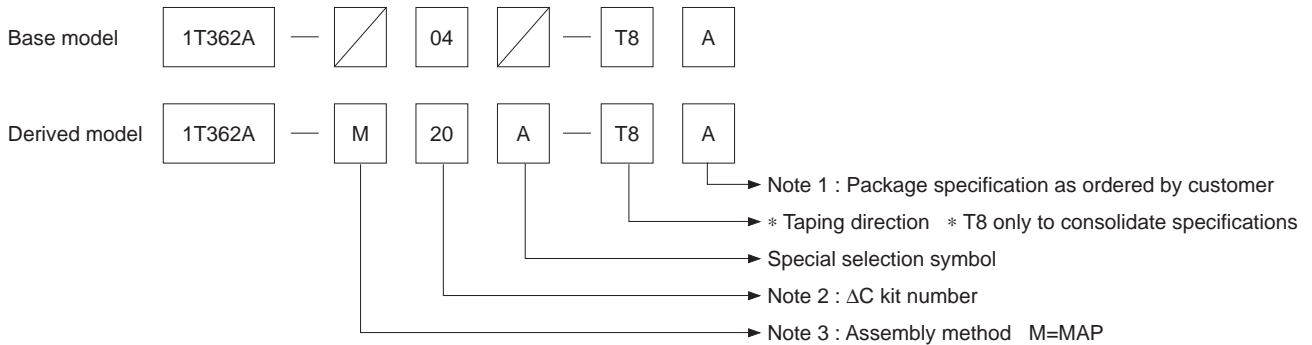 Base model 1T362A — 04 — T8 A
Derived model 1T362A — M 20 A — T8 A
Note 1 : Package specification as ordered by customer
* Taping direction * T8 only to consolidate specifications
Special selection symbol
Note 2 : ΔC kit number
Note 3 : Assembly method M=MAP